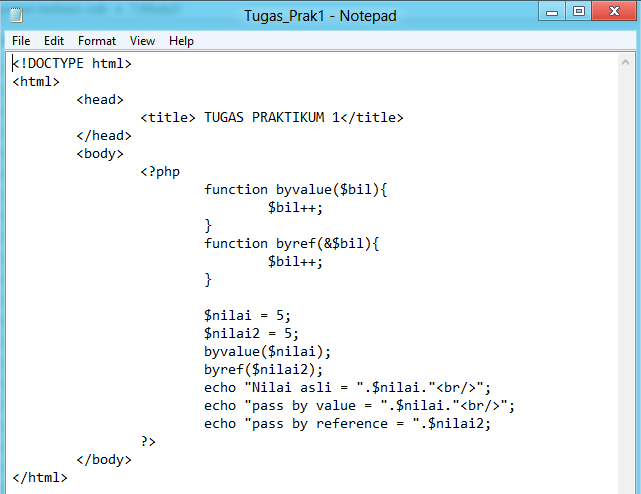 Tugas_Prak1 - Notepad
File Edit Format View Help
<!DOCTYPE html>
<html>
<head>
<title> TUGAS PRAKTIKUM 1</title>
</head>
<body>
<?php
function byvalue($bil){
$bil++;
}
function byref(&$bil){
$bil++;
}
$nilai = 5;
$nilai2 = 5;
byvalue($nilai);
byref($nilai2);
echo "Nilai asli = ".$nilai."<br/>";
echo "pass by value = ".$nilai."<br/>";
echo "pass by reference = ".$nilai2;
?>
</body>
</html>